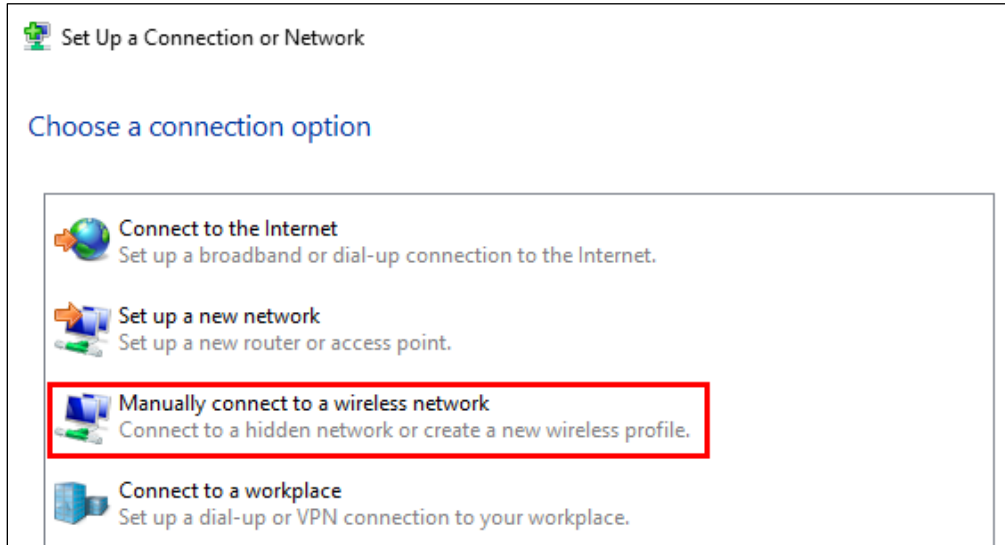 Set Up a Connection or Network
Choose a connection option
Connect to the Internet
Set up a broadband or dial-up connection to the Internet.
Set up a new network
Set up a new router or access point.
Manually connect to a wireless network
Connect to a hidden network or create a new wireless profile.
Connect to a workplace
Set up a dial-up or VPN connection to your workplace.